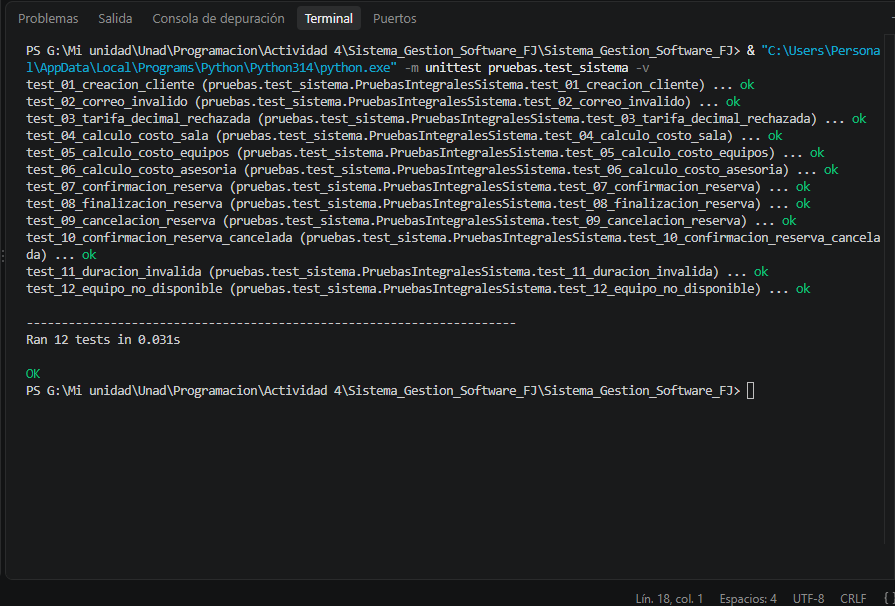 Problemas Salida Consola de depuración Terminal Puertos
PS G:\Mi unidad\Unad\Programacion\Actividad 4\Sistema_Gestion_Software_FJ\Sistema_Gestion_Software_FJ> & "C:\Users\Persona
l\AppData\Local\Programs\Python\Python314\python.exe" -m unittest pruebas.test_sistema -v
test_01_creacion_cliente (pruebas.test_sistema.PruebasIntegralesSistema.test_01_creacion_cliente) ... ok
test_02_correo_invalido (pruebas.test_sistema.PruebasIntegralesSistema.test_02_correo_invalido) ... ok
test_03_tarifa_decimal_rechazada (pruebas.test_sistema.PruebasIntegralesSistema.test_03_tarifa_decimal_rechazada) ... ok
test_04_calculo_costo_sala (pruebas.test_sistema.PruebasIntegralesSistema.test_04_calculo_costo_sala) ... ok
test_05_calculo_costo_equipos (pruebas.test_sistema.PruebasIntegralesSistema.test_05_calculo_costo_equipos) ... ok
test_06_calculo_costo_asesoria (pruebas.test_sistema.PruebasIntegralesSistema.test_06_calculo_costo_asesoria) ... ok
test_07_confirmacion_reserva (pruebas.test_sistema.PruebasIntegralesSistema.test_07_confirmacion_reserva) ... ok
test_08_finalizacion_reserva (pruebas.test_sistema.PruebasIntegralesSistema.test_08_finalizacion_reserva) ... ok
test_09_cancelacion_reserva (pruebas.test_sistema.PruebasIntegralesSistema.test_09_cancelacion_reserva) ... ok
test_10_confirmacion_reserva_cancelada (pruebas.test_sistema.PruebasIntegralesSistema.test_10_confirmacion_reserva_cancela
da) ... ok
test_11_duracion_invalida (pruebas.test_sistema.PruebasIntegralesSistema.test_11_duracion_invalida) ... ok
test_12_equipo_no_disponible (pruebas.test_sistema.PruebasIntegralesSistema.test_12_equipo_no_disponible) ... ok
----------------------------------------------------------------------
Ran 12 tests in 0.031s
OK
PS G:\Mi unidad\Unad\Programacion\Actividad 4\Sistema_Gestion_Software_FJ\Sistema_Gestion_Software_FJ>
Lín. 18, col. 1 Espacios: 4 UTF-8 CRLF {